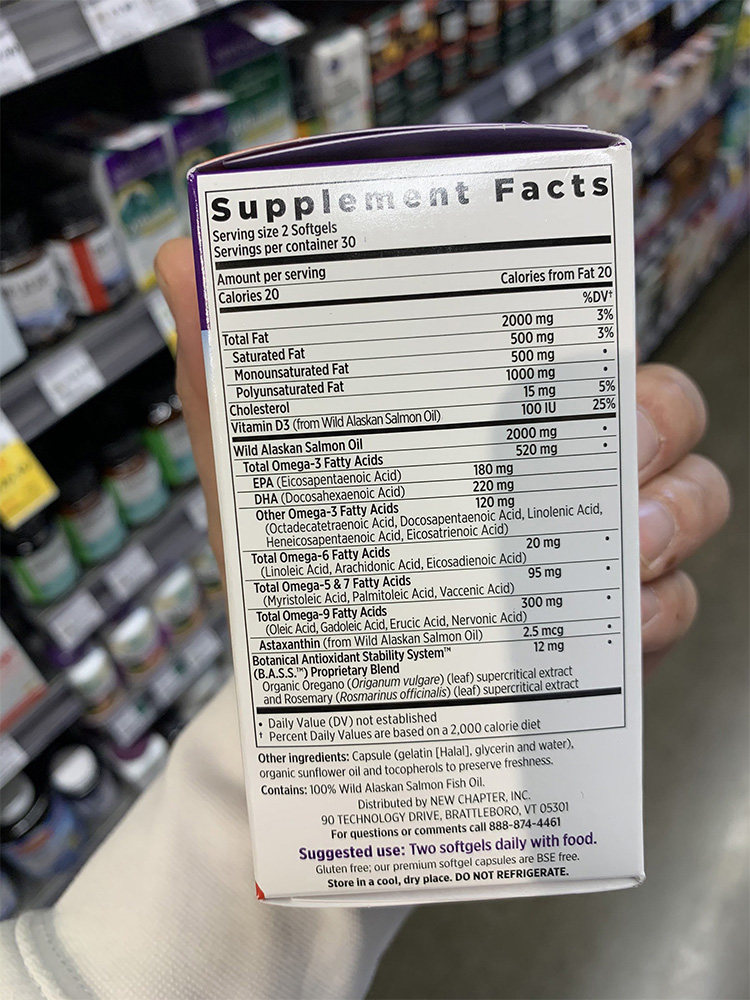 Supplement Facts
Serving size 2 Softgels
Servings per container 30
Amount per serving
Calories 20 Calories from Fat 20
%DV†
Total Fat 2000 mg 3%
Saturated Fat 500 mg 3%
Monounsaturated Fat 500 mg •
Polyunsaturated Fat 1000 mg •
Cholesterol 15 mg 5%
Vitamin D3 (from Wild Alaskan Salmon Oil) 100 IU 25%
Wild Alaskan Salmon Oil 2000 mg •
Total Omega-3 Fatty Acids 520 mg •
EPA (Eicosapentaenoic Acid) 180 mg
DHA (Docosahexaenoic Acid) 220 mg
Other Omega-3 Fatty Acids 120 mg
(Octadecatetraenoic Acid, Docosapentaenoic Acid, Linolenic Acid,
Heneicosapentaenoic Acid, Eicosatrienoic Acid)
Total Omega-6 Fatty Acids 20 mg •
(Linoleic Acid, Arachidonic Acid, Eicosadienoic Acid)
Total Omega-5 & 7 Fatty Acids 95 mg •
(Myristoleic Acid, Palmitoleic Acid, Vaccenic Acid)
Total Omega-9 Fatty Acids 300 mg •
(Oleic Acid, Gadoleic Acid, Erucic Acid, Nervonic Acid)
Astaxanthin (from Wild Alaskan Salmon Oil) 2.5 mcg •
Botanical Antioxidant Stability System™ 12 mg •
(B.A.S.S.™) Proprietary Blend
Organic Oregano (Origanum vulgare) (leaf) supercritical extract
and Rosemary (Rosmarinus officinalis) (leaf) supercritical extract
• Daily Value (DV) not established
† Percent Daily Values are based on a 2,000 calorie diet
Other ingredients: Capsule (gelatin [Halal], glycerin and water),
organic sunflower oil and tocopherols to preserve freshness.
Contains: 100% Wild Alaskan Salmon Fish Oil.
Distributed by NEW CHAPTER, INC.
90 TECHNOLOGY DRIVE, BRATTLEBORO, VT 05301
For questions or comments call 888-874-4461
Suggested use: Two softgels daily with food.
Gluten free; our premium softgel capsules are BSE free.
Store in a cool, dry place. DO NOT REFRIGERATE.